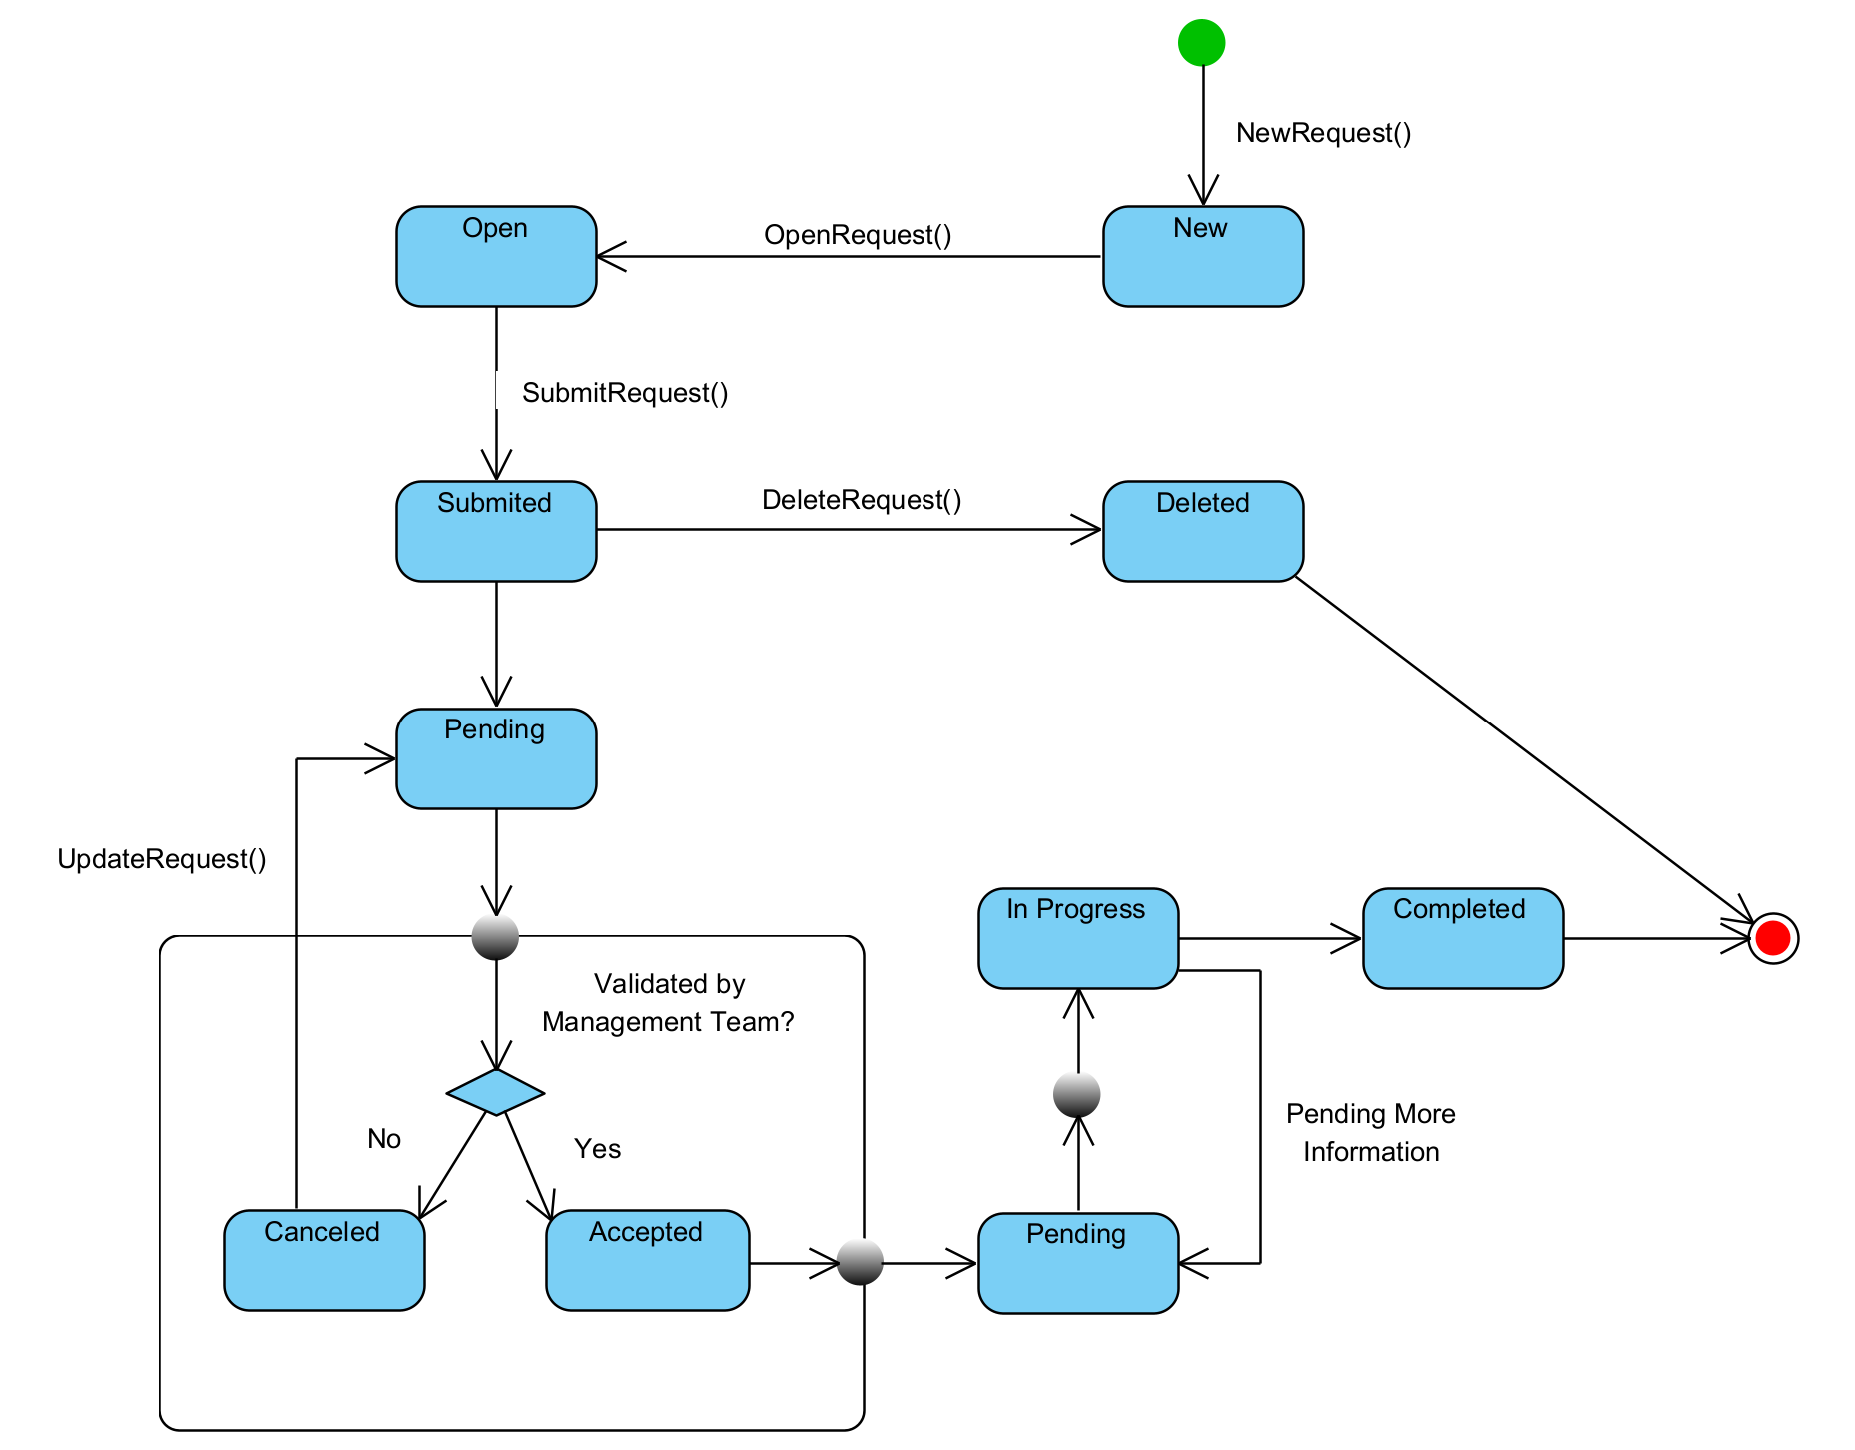 NewRequest()
Open
OpenRequest()
New
SubmitRequest()
Submited
DeleteRequest()
Deleted
Pending
UpdateRequest()
In Progress
Completed
Validated by
Management Team?
No
Yes
Pending More
Information
Canceled
Accepted
Pending